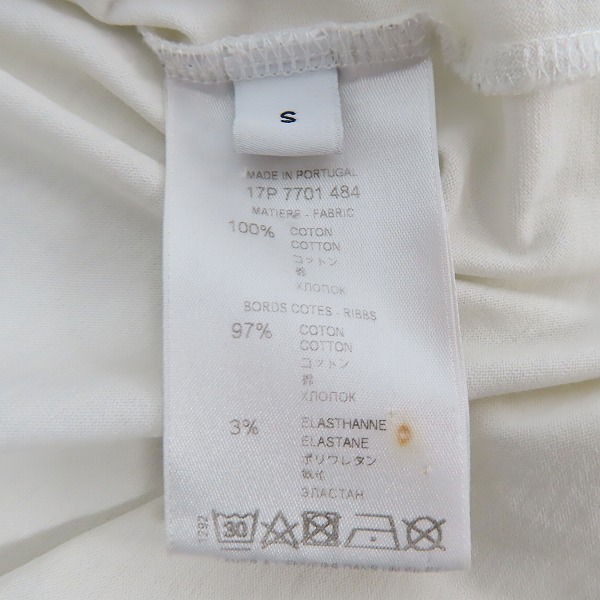 S
MADE IN PORTUGAL
17P 7701 484
MATIERE - FABRIC
100% COTON
COTTON
コットン
棉
ХЛОПОК
BORDS COTES - RIBBS
97% COTON
COTTON
コットン
棉
ХЛОПОК
3% ELASTHANNE
ELASTANE
ポリウレタン
ЭЛАСТАН
30